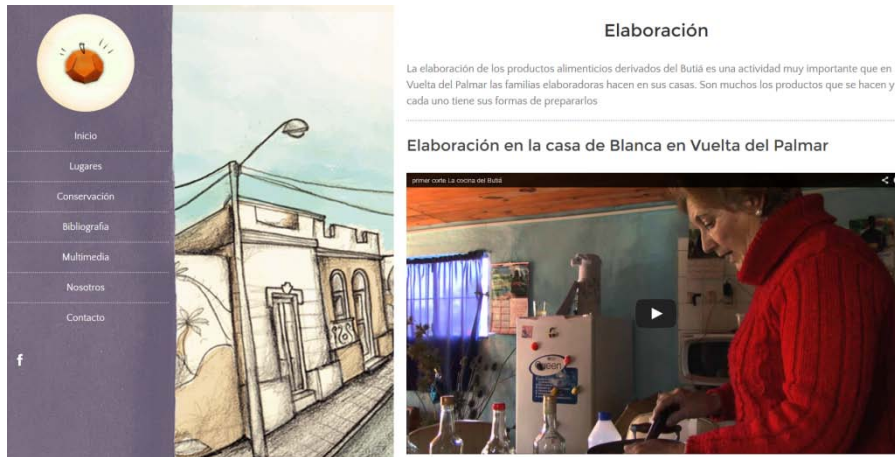 Inicio
Lugares
Conservación
Bibliografia
Multimedia
Nosotros
Contacto
f
Elaboración
La elaboración de los productos alimenticios derivados del Butiá es una actividad muy importante que en
Vuelta del Palmar las familias elaboradoras hacen en sus casas. Son muchos los productos que se hacen y
cada uno tiene sus formas de prepararlos
Elaboración en la casa de Blanca en Vuelta del Palmar
primer corte La cocina del Butiá
Queen